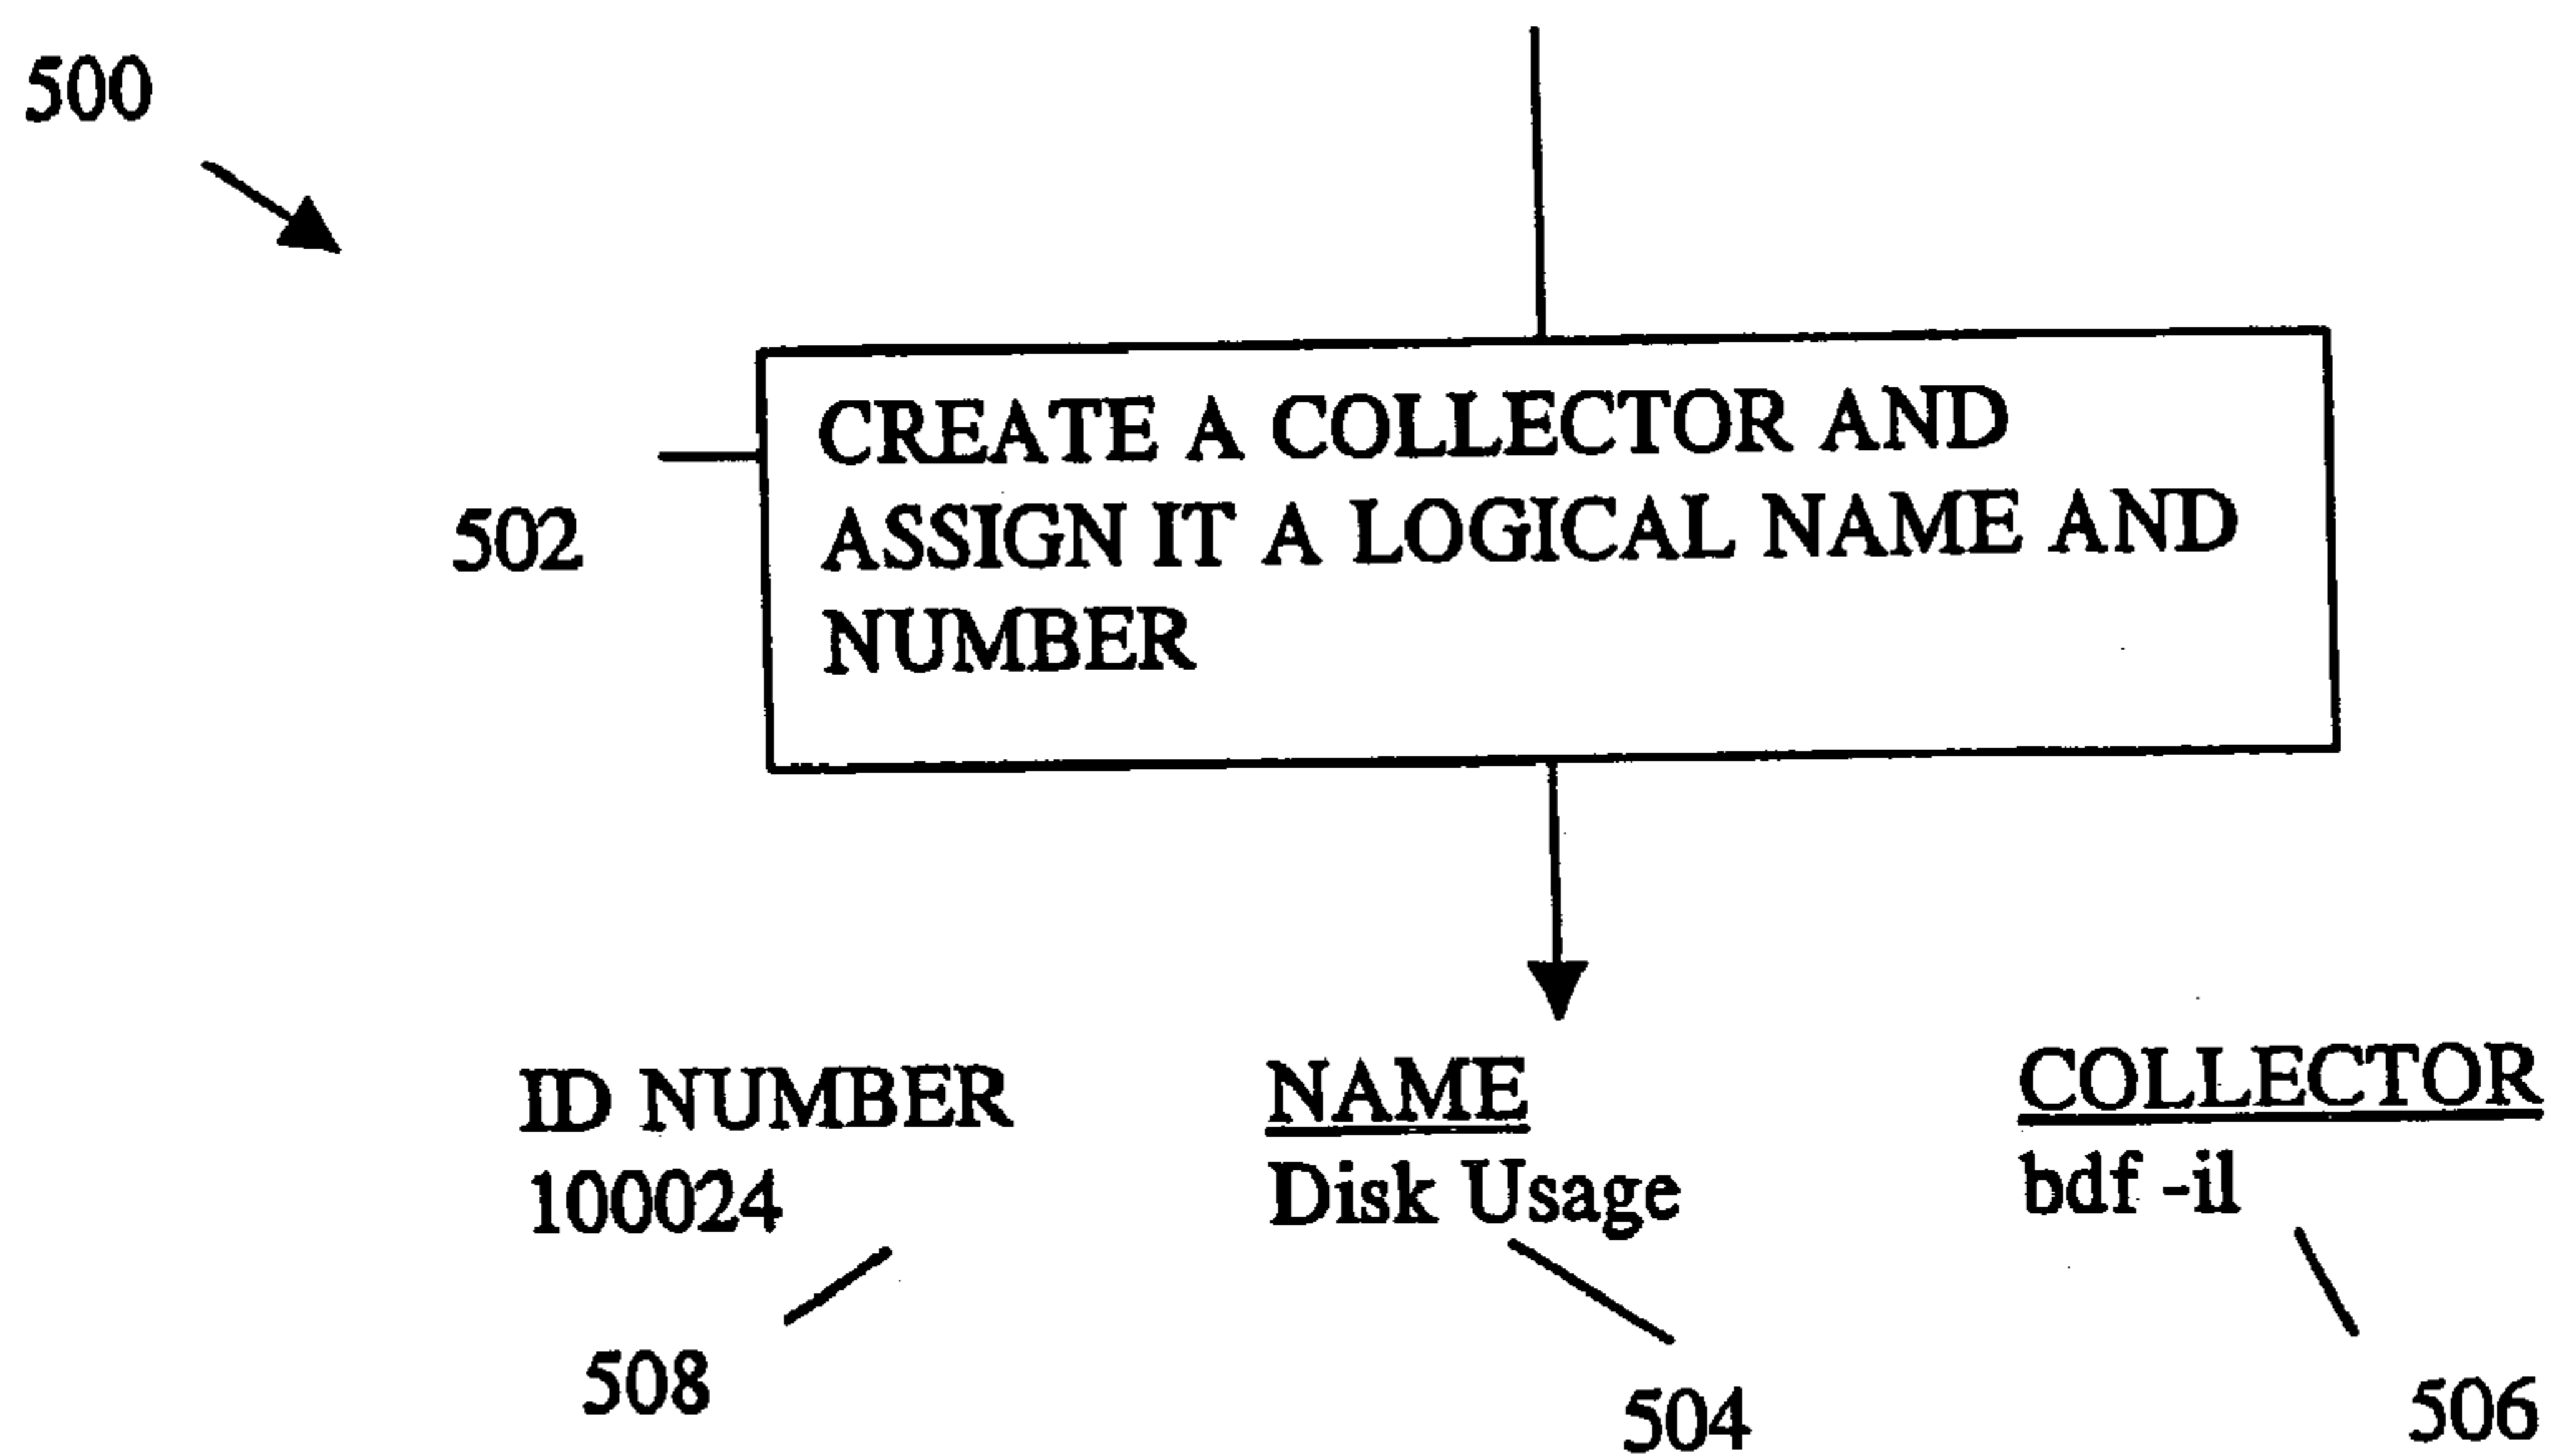 500
CREATE A COLLECTOR AND
ASSIGN IT A LOGICAL NAME AND
NUMBER
502
ID NUMBER NAME COLLECTOR
100024 Disk Usage bdf -il
508 504 506